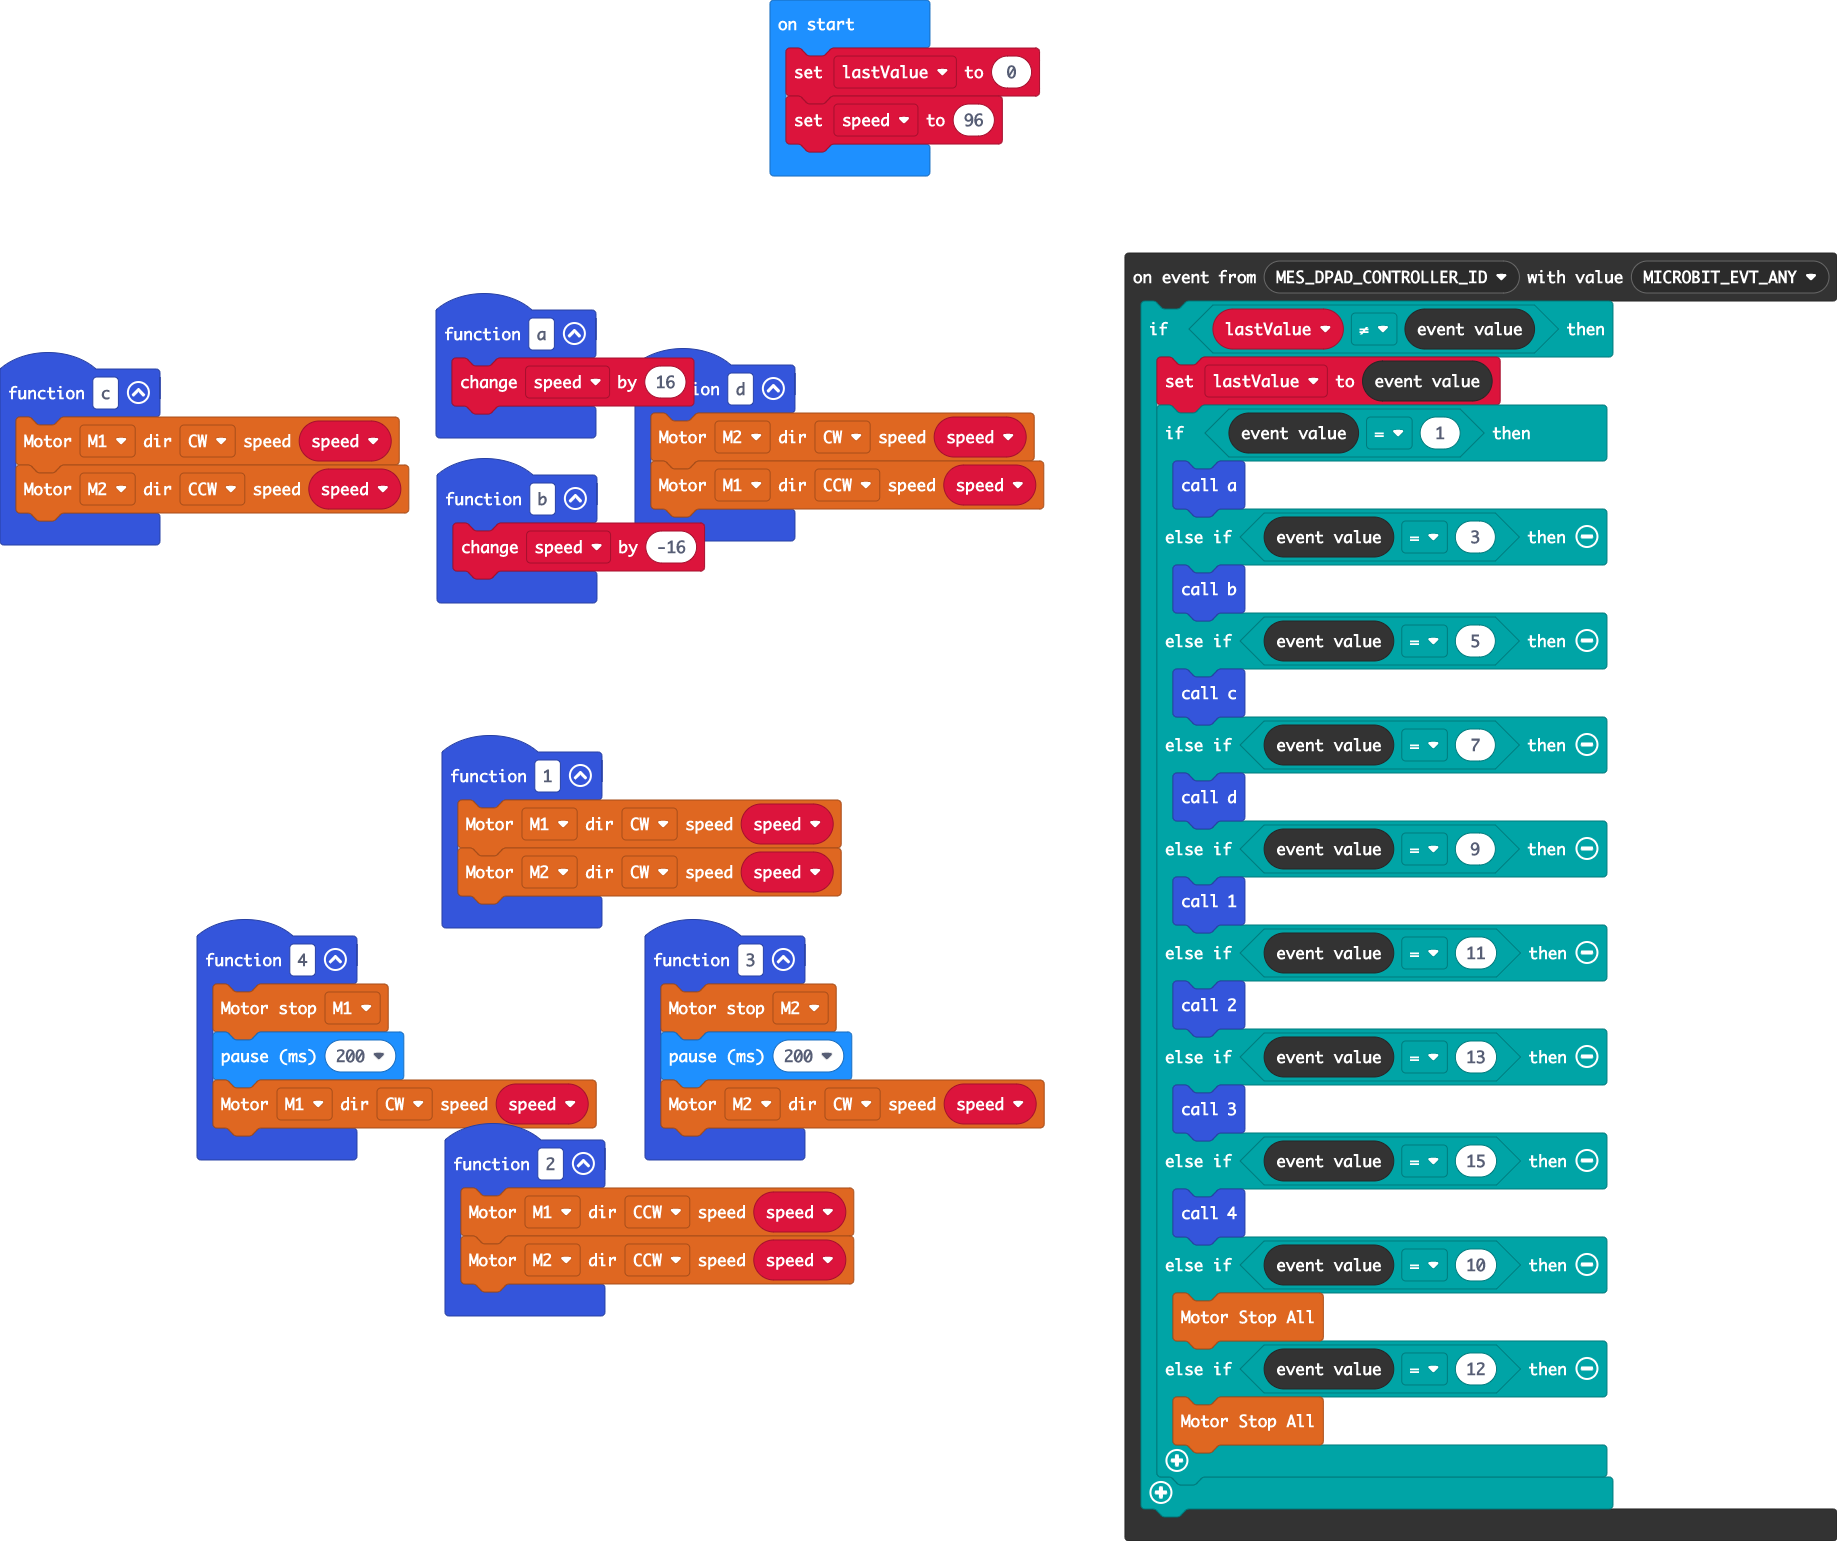 on start
set lastValue to 0
set speed to 96
function c
Motor M1 dir CW speed speed
Motor M2 dir CCW speed speed
function a
change speed by 16
function b
change speed by -16
ion d
Motor M2 dir CW speed speed
Motor M1 dir CCW speed speed
function 1
Motor M1 dir CW speed speed
Motor M2 dir CW speed speed
function 4
Motor stop M1
pause (ms) 200
Motor M1 dir CW speed speed
function 3
Motor stop M2
pause (ms) 200
Motor M2 dir CW speed speed
function 2
Motor M1 dir CCW speed speed
Motor M2 dir CCW speed speed
on event from MES_DPAD_CONTROLLER_ID with value MICROBIT_EVT_ANY
if lastValue ≠ event value then
set lastValue to event value
if event value = 1 then
call a
else if event value = 3 then
call b
else if event value = 5 then
call c
else if event value = 7 then
call d
else if event value = 9 then
call 1
else if event value = 11 then
call 2
else if event value = 13 then
call 3
else if event value = 15 then
call 4
else if event value = 10 then
Motor Stop All
else if event value = 12 then
Motor Stop All